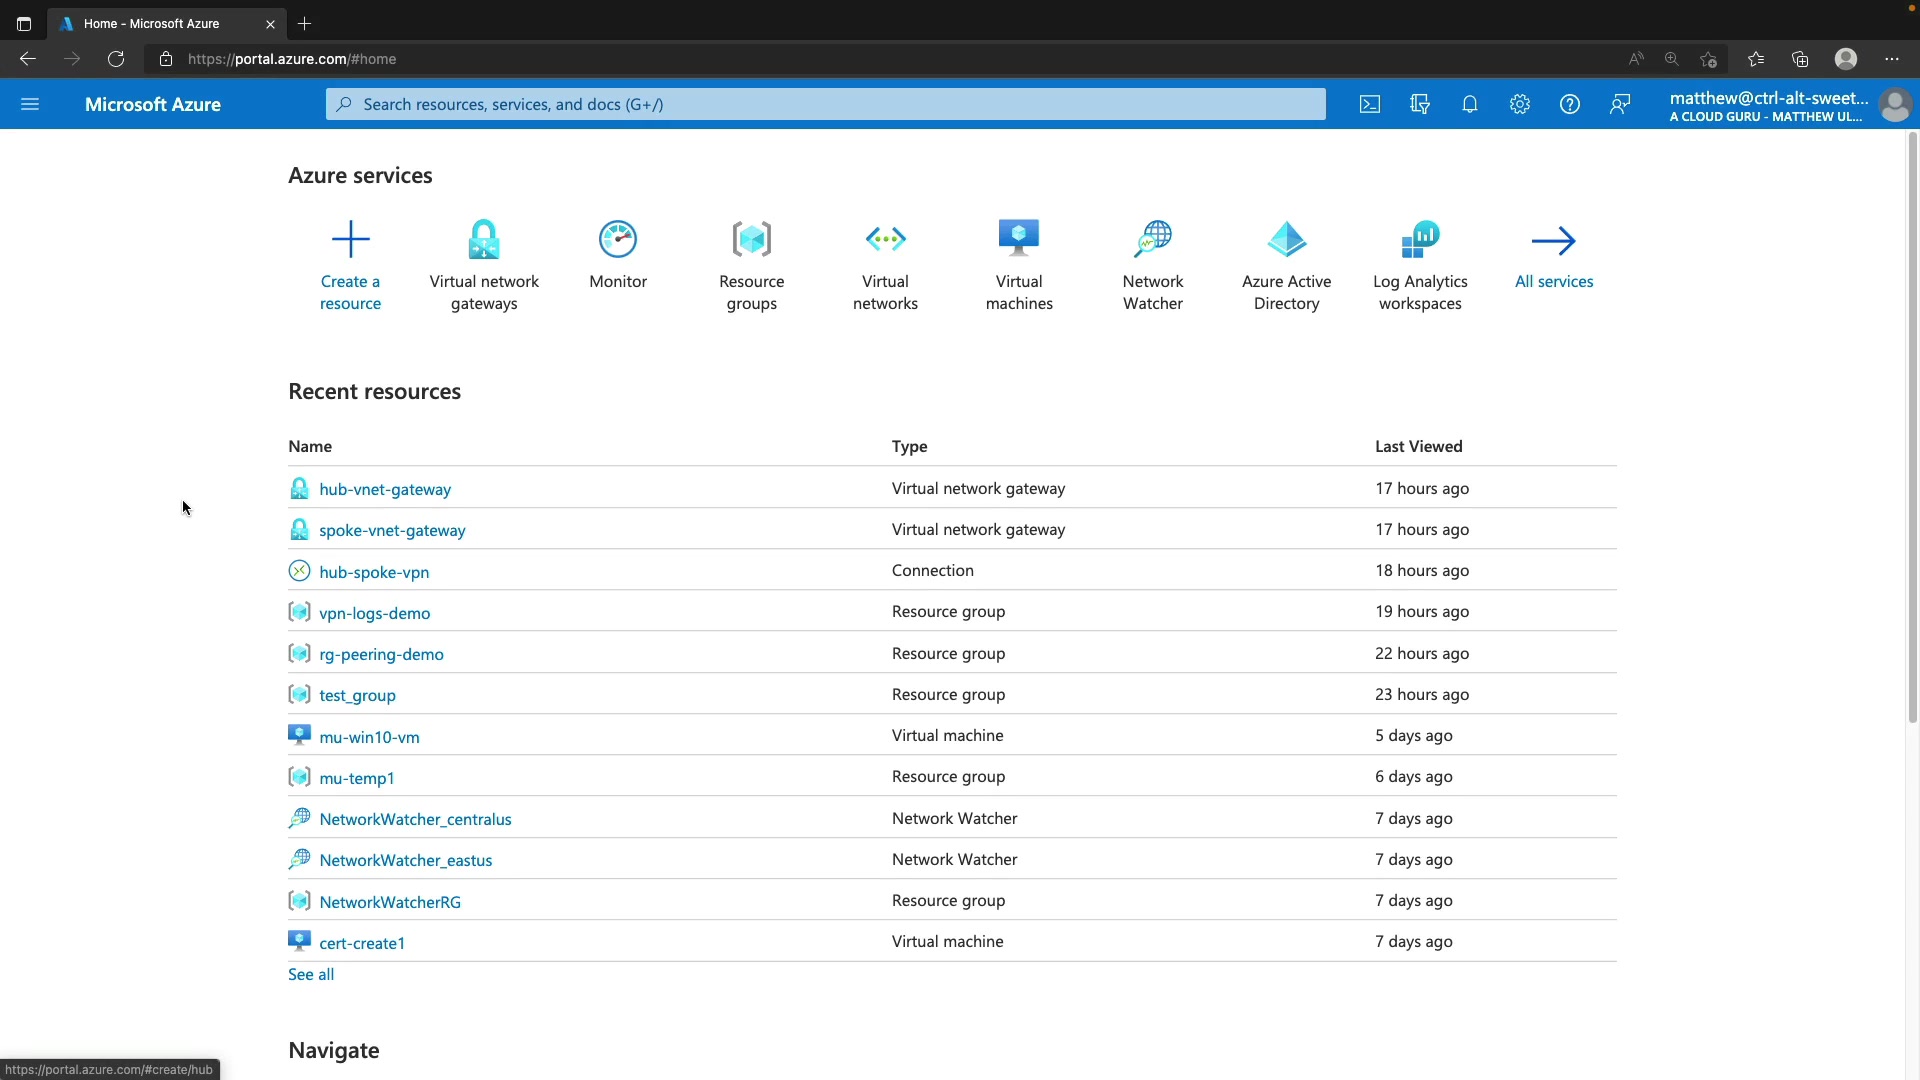 Home - Microsoft Azure
https://portal.azure.com/#home
Microsoft Azure
Search resources, services, and docs (G+/)
matthew@ctrl-alt-sweet...
A CLOUD GURU - MATTHEW UL...
Azure services
Create a resource
Virtual network gateways
Monitor
Resource groups
Virtual networks
Virtual machines
Network Watcher
Azure Active Directory
Log Analytics workspaces
All services
Recent resources
Name Type Last Viewed
hub-vnet-gateway Virtual network gateway 17 hours ago
spoke-vnet-gateway Virtual network gateway 17 hours ago
hub-spoke-vpn Connection 18 hours ago
vpn-logs-demo Resource group 19 hours ago
rg-peering-demo Resource group 22 hours ago
test_group Resource group 23 hours ago
mu-win10-vm Virtual machine 5 days ago
mu-temp1 Resource group 6 days ago
NetworkWatcher_centralus Network Watcher 7 days ago
NetworkWatcher_eastus Network Watcher 7 days ago
NetworkWatcherRG Resource group 7 days ago
cert-create1 Virtual machine 7 days ago
See all
Navigate
https://portal.azure.com/#create/hub